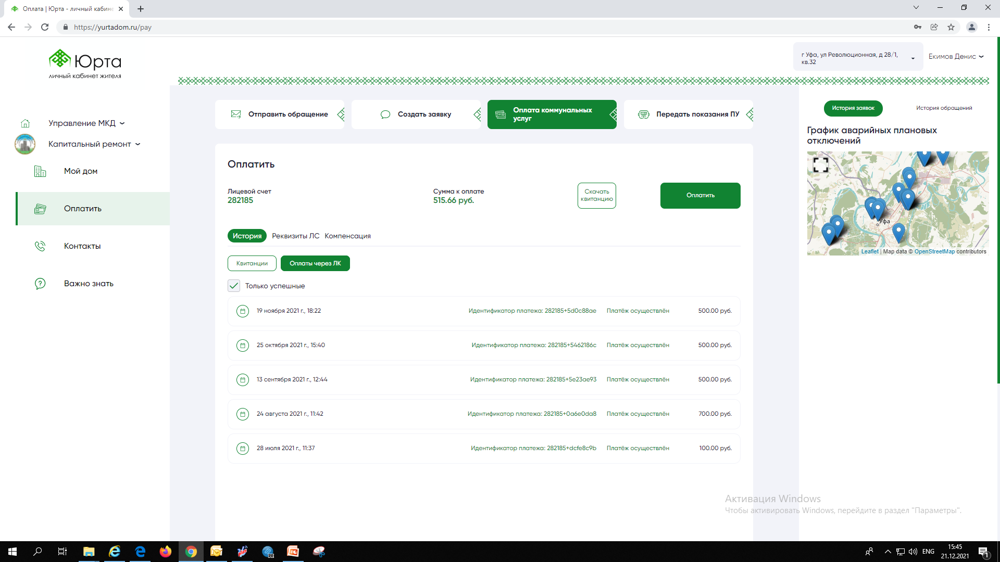 Оплата | Юрта - личный кабине
https://yurtadom.ru/pay
Юрта
личный кабинет жителя
г Уфа, ул Революционная, д 28/1,
кв.32
Екимов Денис
Управление МКД
Капитальный ремонт
Мой дом
Оплатить
Контакты
Важно знать
Отправить обращение
Создать заявку
Оплата коммунальных
услуг
Передать показания ПУ
Оплатить
Лицевой счет
282185
Сумма к оплате
515.66 руб.
Скачать
квитанцию
Оплатить
История
Реквизиты ЛС
Компенсация
Квитанции
Оплаты через ЛК
Только успешные
19 ноября 2021 г., 18:22 Идентификатор платежа: 282185+5d0c88ae Платёж осуществлён 500.00 руб.
25 октября 2021 г., 15:40 Идентификатор платежа: 282185+5462186c Платёж осуществлён 500.00 руб.
13 сентября 2021 г., 12:44 Идентификатор платежа: 282185+5e23ae93 Платёж осуществлён 500.00 руб.
24 августа 2021 г., 11:42 Идентификатор платежа: 282185+0a6e0da8 Платёж осуществлён 700.00 руб.
28 июля 2021 г., 11:37 Идентификатор платежа: 282185+dcfe8c9b Платёж осуществлён 100.00 руб.
История заявок
История обращений
График аварийных плановых
отключений
Уфа
Leaflet | Map data © OpenStreetMap contributors
Активация Windows
Чтобы активировать Windows, перейдите в раздел "Параметры".
ENG
15:45
21.12.2021
1